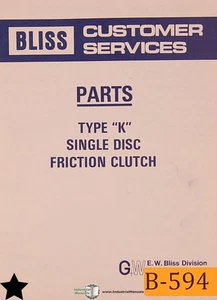 BLISS
CUSTOMER
SERVICES
PARTS
TYPE "K"
SINGLE DISC
FRICTION CLUTCH
E. W. Bliss Division
B-594